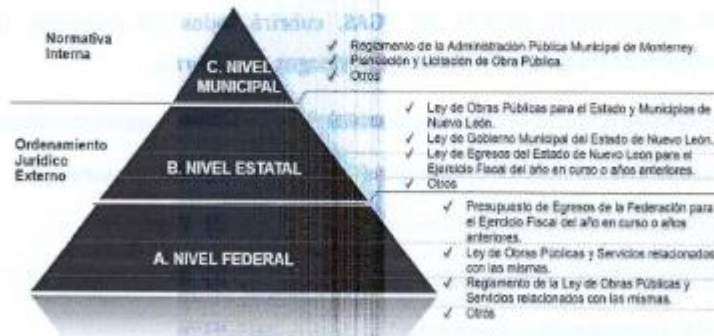 GAS, cubrirá
Normativa
Interna
C. NIVEL
MUNICIPAL
✓ Reglamento de la Administración Pública Municipal de Monterrey.
✓ Planeación y Licitación de Obra Pública.
✓ Otros
Ordenamiento
Jurídico
Externo
B. NIVEL ESTATAL
✓ Ley de Obras Públicas para el Estado y Municipios de
Nuevo León.
✓ Ley de Gobierno Municipal del Estado de Nuevo León.
✓ Ley de Egresos del Estado de Nuevo León para el
Ejercicio Fiscal del año en curso o años anteriores.
✓ Otros
A. NIVEL FEDERAL
✓ Presupuesto de Egresos de la Federación para
el Ejercicio Fiscal del año en curso o años
anteriores.
✓ Ley de Obras Públicas y Servicios relacionados
con las mismas.
✓ Reglamento de la Ley de Obras Públicas y
Servicios relacionados con las mismas.
✓ Otros